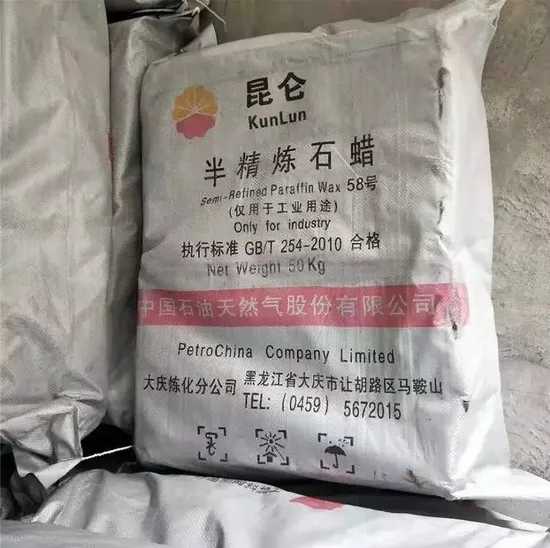 昆仑
KunLun
半精炼石蜡
Semi-Refined Paraffin Wax 58号
(仅用于工业用途)
Only for industry
执行标准 GB/T 254-2010 合格
Net Weight 50Kg
中国石油天然气股份有限公司
PetroChina Company Limited
大庆炼化分公司 黑龙江省大庆市让胡路区马鞍山
TEL: (0459) 5672015